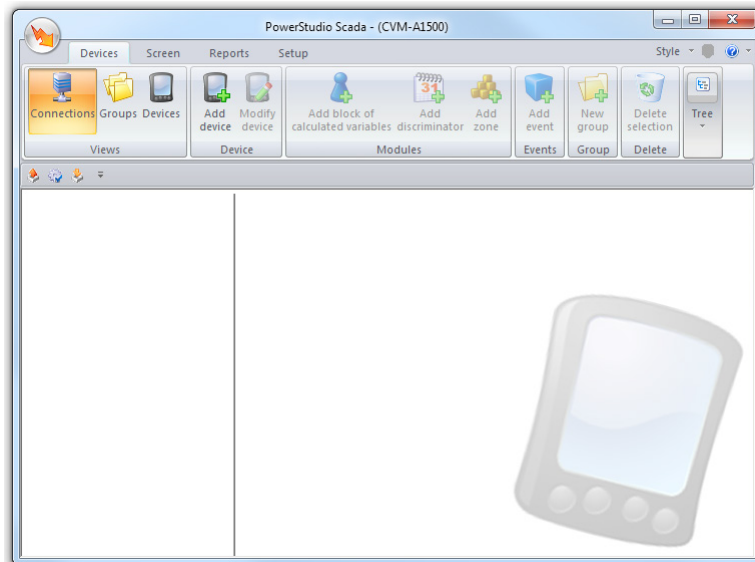 PowerStudio Scada - (CVM-A1500)
Devices Screen Reports Setup Style
Connections Groups Devices Add device Modify device Add block of calculated variables Add discriminator Add zone Add event New group Delete selection Tree
31
Views Device Modules Events Group Delete